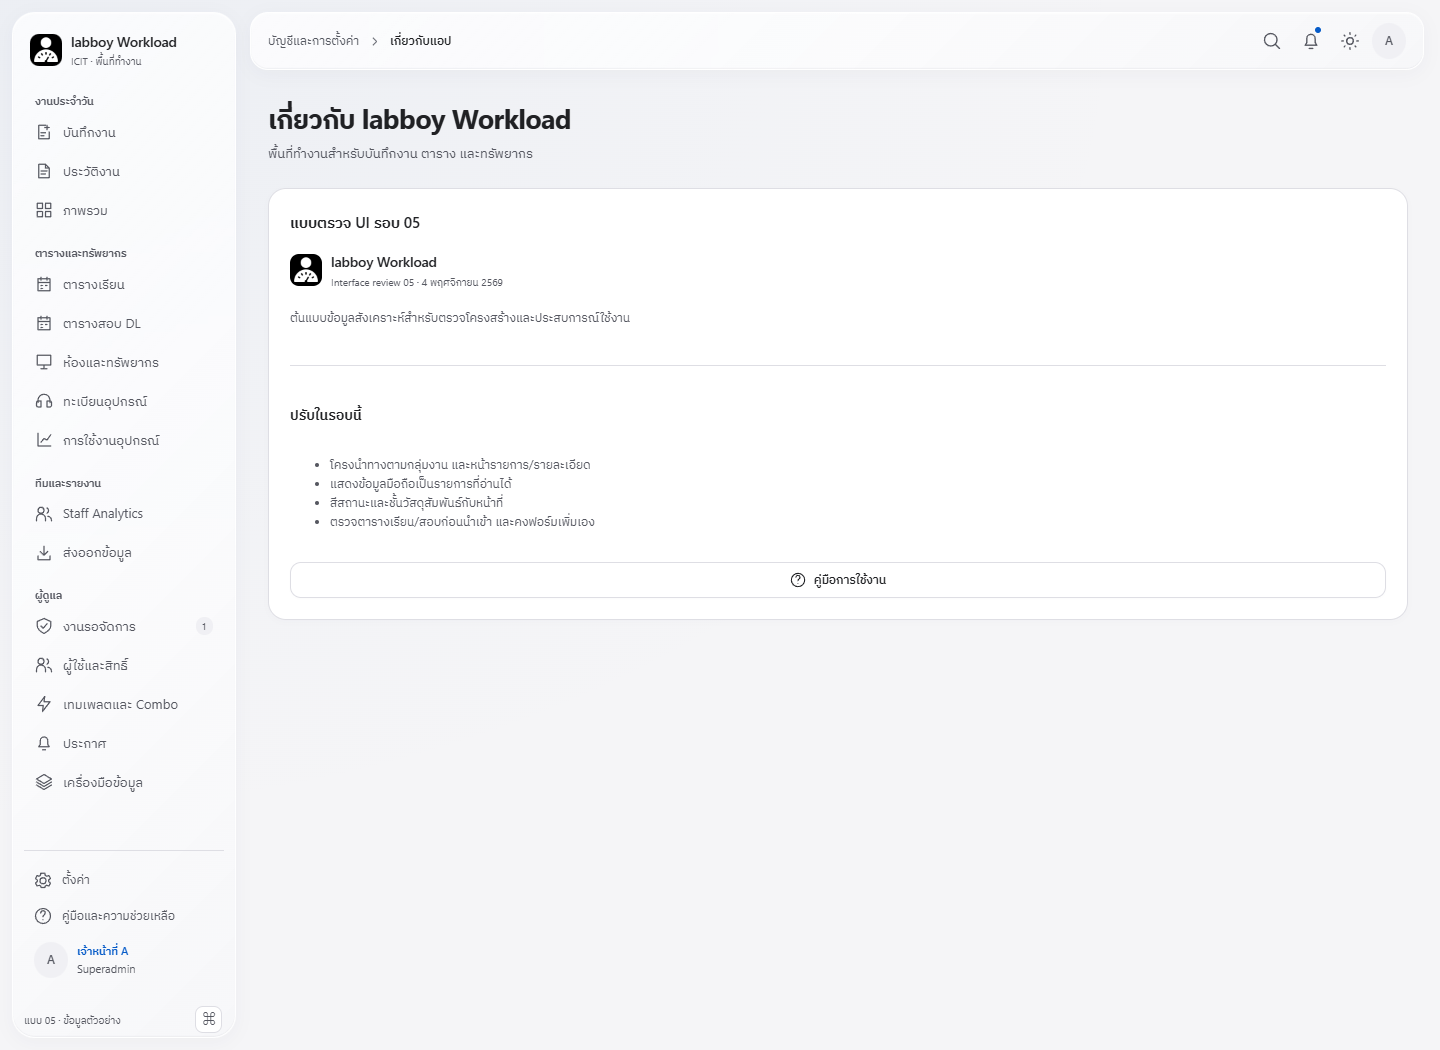 labboy Workload
ICIT · พื้นที่ทำงาน
งานประจำวัน
บันทึกงาน
ประวัติงาน
ภาพรวม
ตารางและทรัพยากร
ตารางเรียน
ตารางสอบ DL
ห้องและทรัพยากร
ทะเบียนอุปกรณ์
การใช้งานอุปกรณ์
ทีมและรายงาน
Staff Analytics
ส่งออกข้อมูล
ผู้ดูแล
งานรอจัดการ 1
ผู้ใช้และสิทธิ์
เทมเพลตและ Combo
ประกาศ
เครื่องมือข้อมูล
ตั้งค่า
คู่มือและความช่วยเหลือ
A
เจ้าหน้าที่ A
Superadmin
แบบ 05 · ข้อมูลตัวอย่าง ⌘
บัญชีและการตั้งค่า > เกี่ยวกับแอป
A
เกี่ยวกับ labboy Workload
พื้นที่ทำงานสำหรับบันทึกงาน ตาราง และทรัพยากร
แบบตรวจ UI รอบ 05
labboy Workload
Interface review 05 · 4 พฤศจิกายน 2569
ต้นแบบข้อมูลสังเคราะห์สำหรับตรวจโครงสร้างและประสบการณ์ใช้งาน
ปรับในรอบนี้
• โครงนำทางตามกลุ่มงาน และหน้ารายการ/รายละเอียด
• แสดงข้อมูลมือถือเป็นรายการที่อ่านได้
• สีสถานะและชั้นวัสดุสัมพันธ์กับหน้าที่
• ตรวจตารางเรียน/สอบก่อนนำเข้า และคงฟอร์มเพิ่มเอง
คู่มือการใช้งาน